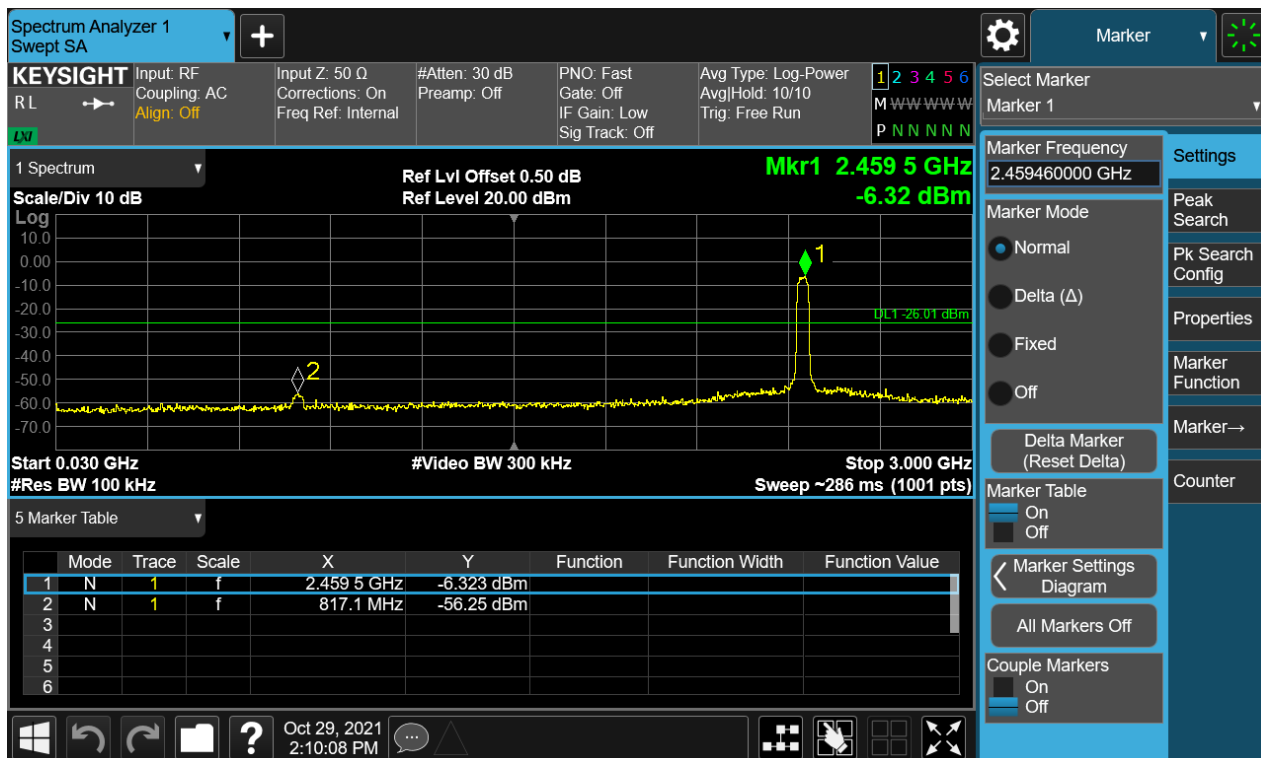 Spectrum Analyzer 1
Swept SA
+
Marker
KEYSIGHT
R L
LXI
Input: RF
Coupling: AC
Align: Off
Input Z: 50 Ω
Corrections: On
Freq Ref: Internal
#Atten: 30 dB
Preamp: Off
PNO: Fast
Gate: Off
IF Gain: Low
Sig Track: Off
Avg Type: Log-Power
Avg|Hold: 10/10
Trig: Free Run
1 2 3 4 5 6
M W W W W W
P N N N N N
Select Marker
Marker 1
1 Spectrum
Scale/Div 10 dB
Ref Lvl Offset 0.50 dB
Ref Level 20.00 dBm
Mkr1 2.459 5 GHz
-6.32 dBm
Log
10.0
0.00
-10.0
-20.0
-30.0
-40.0
-50.0
-60.0
-70.0
1
2
DL1 -26.01 dBm
Start 0.030 GHz
#Video BW 300 kHz
Stop 3.000 GHz
#Res BW 100 kHz
Sweep ~286 ms (1001 pts)
5 Marker Table
Mode Trace Scale X Y Function Function Width Function Value
1 N 1 f 2.459 5 GHz -6.323 dBm
2 N 1 f 817.1 MHz -56.25 dBm
3
4
5
6
Marker Frequency
2.459460000 GHz
Marker Mode
Normal
Delta (Δ)
Fixed
Off
Delta Marker
(Reset Delta)
Marker Table
On
Off
Marker Settings
Diagram
All Markers Off
Couple Markers
On
Off
Settings
Peak
Search
Pk Search
Config
Properties
Marker
Function
Marker→
Counter
?
Oct 29, 2021
2:10:08 PM